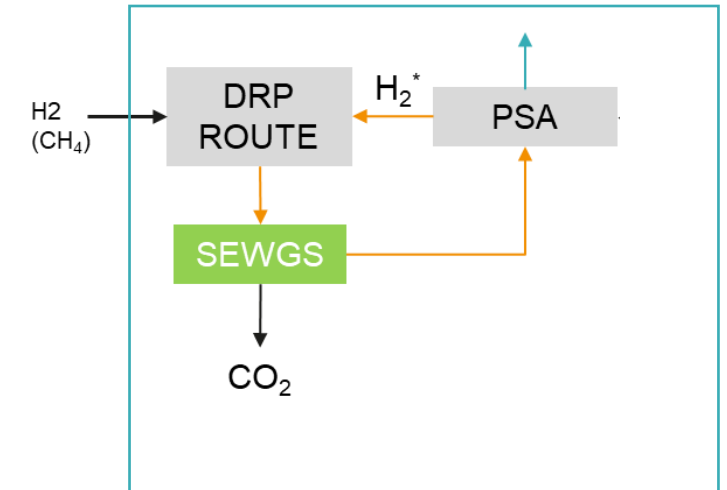 H2
(CH₄)
DRP
ROUTE
H₂*
PSA
SEWGS
CO₂